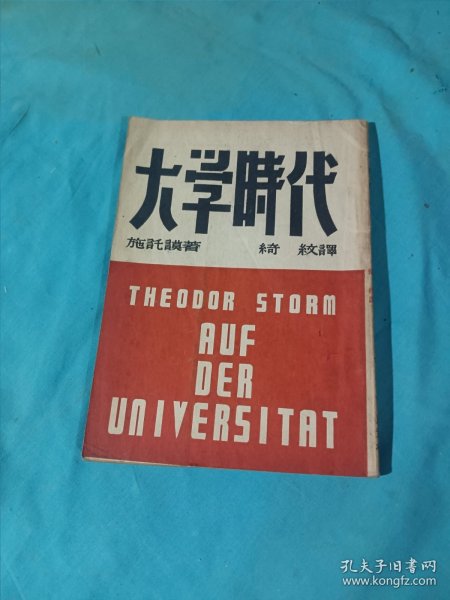 大学時代
施託謨著 綺紋譯
THEODOR STORM
AUF
DER
UNIVERSITAT
孔夫子旧书网
www.kongfz.com